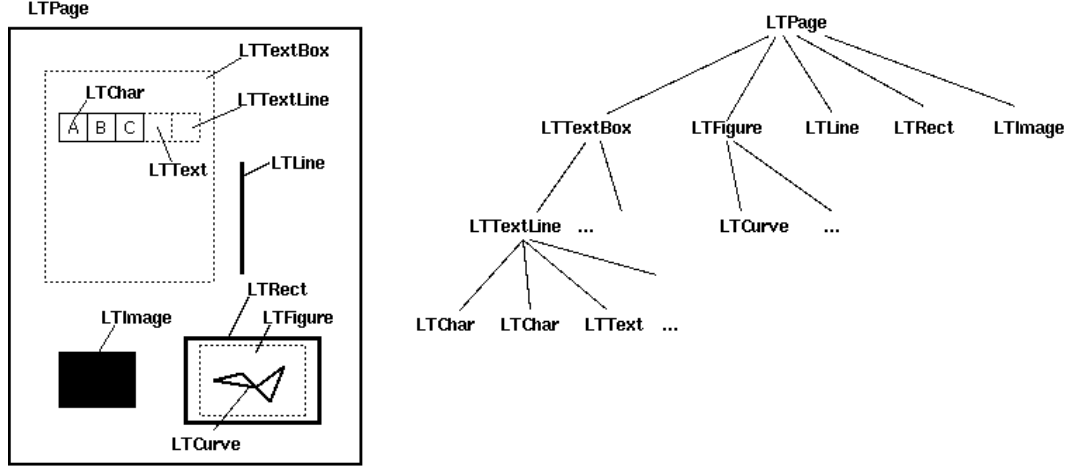 LTPage
LTTextBox
LTChar
LTTextLine
A B C
LTText
LTLine
LTRect
LTImage
LTFigure
LTCurve
LTPage
LTTextBox LTFigure LTLine LTRect LTImage
LTTextLine ... LTCurve ...
LTChar LTChar LTText ...